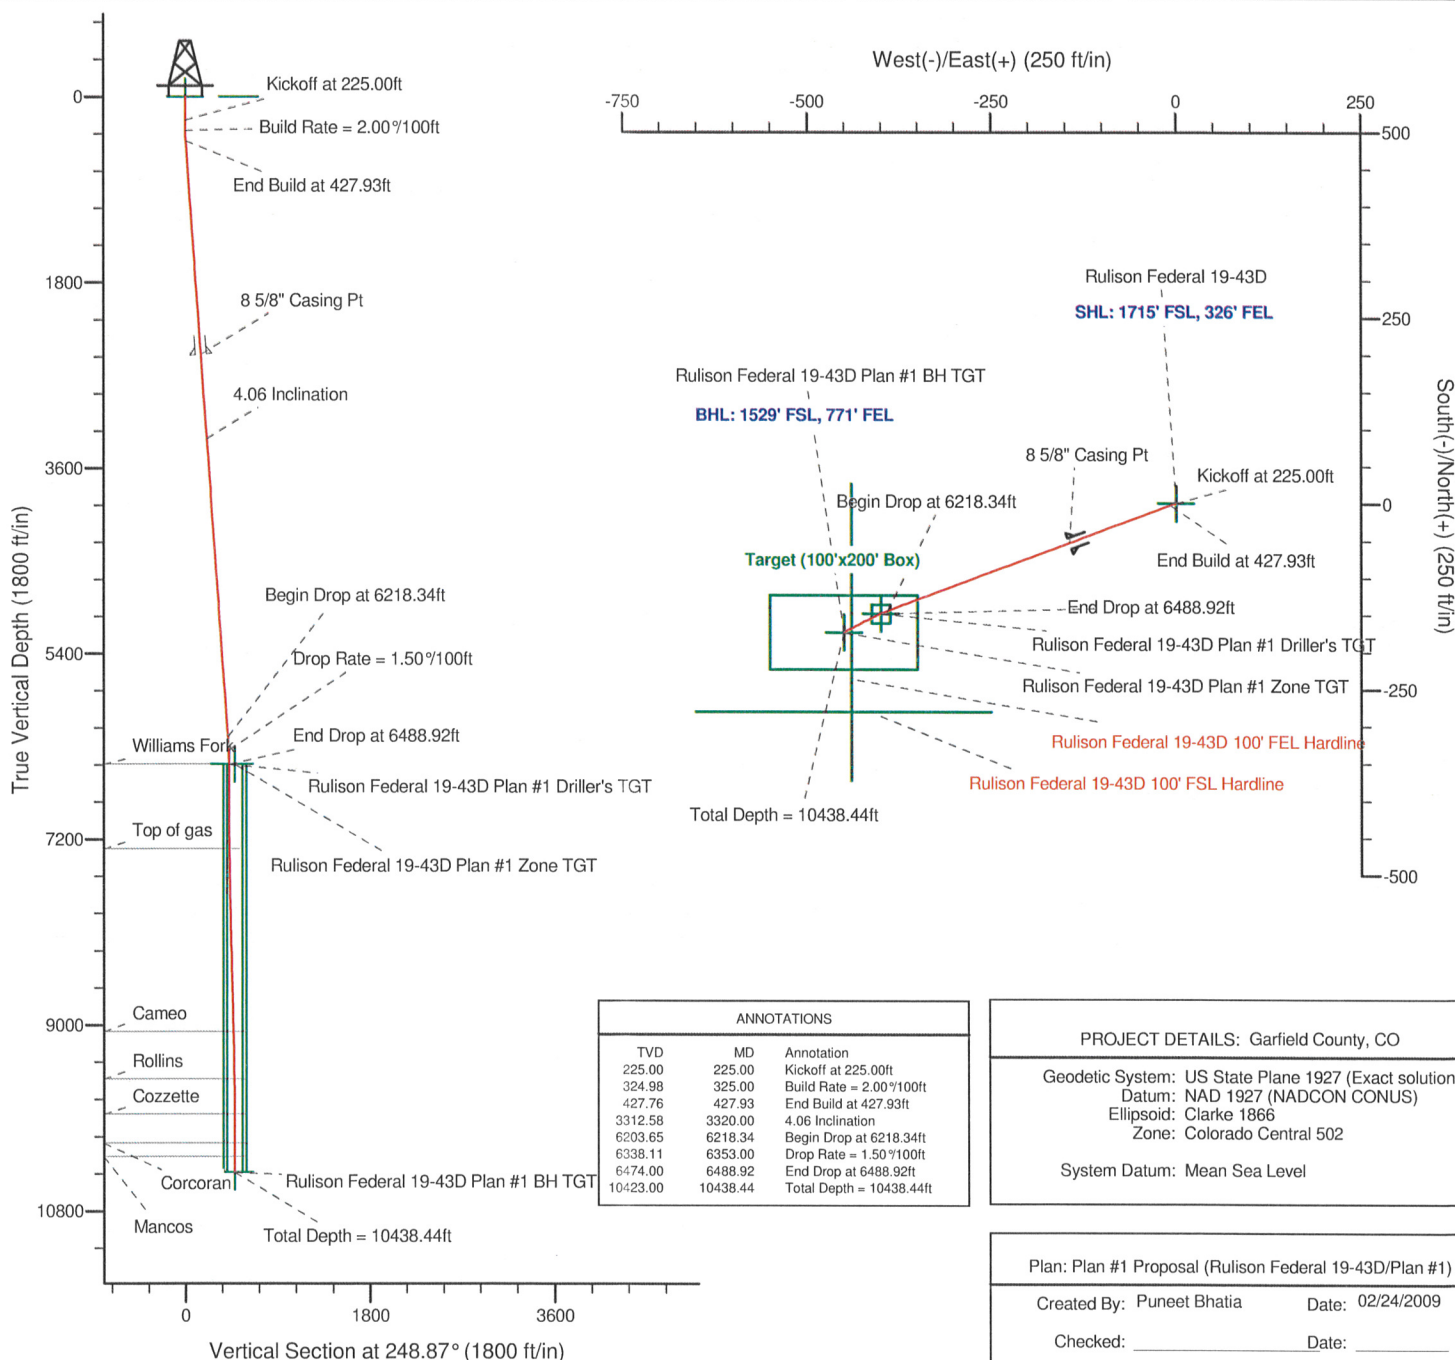 West(-)/East(+) (250 ft/in)
-750 -500 -250 0 250
500
250
0
-250
-500
South(-)/North(+) (250 ft/in)
Kickoff at 225.00ft
Build Rate = 2.00°/100ft
End Build at 427.93ft
8 5/8" Casing Pt
4.06 Inclination
Begin Drop at 6218.34ft
Drop Rate = 1.50°/100ft
Williams Fork
End Drop at 6488.92ft
Rulison Federal 19-43D Plan #1 Driller's TGT
Top of gas
Rulison Federal 19-43D Plan #1 Zone TGT
Cameo
Rollins
Cozzette
Corcoran
Rulison Federal 19-43D Plan #1 BH TGT
Mancos
Total Depth = 10438.44ft
0
1800
3600
5400
7200
9000
10800
True Vertical Depth (1800 ft/in)
0 1800 3600
Vertical Section at 248.87° (1800 ft/in)
Rulison Federal 19-43D
SHL: 1715' FSL, 326' FEL
Rulison Federal 19-43D Plan #1 BH TGT
BHL: 1529' FSL, 771' FEL
8 5/8" Casing Pt
Kickoff at 225.00ft
Begin Drop at 6218.34ft
Target (100'x200' Box)
End Build at 427.93ft
End Drop at 6488.92ft
Rulison Federal 19-43D Plan #1 Driller's TGT
Rulison Federal 19-43D Plan #1 Zone TGT
Rulison Federal 19-43D 100' FEL Hardline
Rulison Federal 19-43D 100' FSL Hardline
Total Depth = 10438.44ft
ANNOTATIONS
TVD MD Annotation
225.00 225.00 Kickoff at 225.00ft
324.98 325.00 Build Rate = 2.00°/100ft
427.76 427.93 End Build at 427.93ft
3312.58 3320.00 4.06 Inclination
6203.65 6218.34 Begin Drop at 6218.34ft
6338.11 6353.00 Drop Rate = 1.50°/100ft
6474.00 6488.92 End Drop at 6488.92ft
10423.00 10438.44 Total Depth = 10438.44ft
PROJECT DETAILS: Garfield County, CO
Geodetic System: US State Plane 1927 (Exact solution
Datum: NAD 1927 (NADCON CONUS)
Ellipsoid: Clarke 1866
Zone: Colorado Central 502
System Datum: Mean Sea Level
Plan: Plan #1 Proposal (Rulison Federal 19-43D/Plan #1)
Created By: Puneet Bhatia Date: 02/24/2009
Checked: Date: